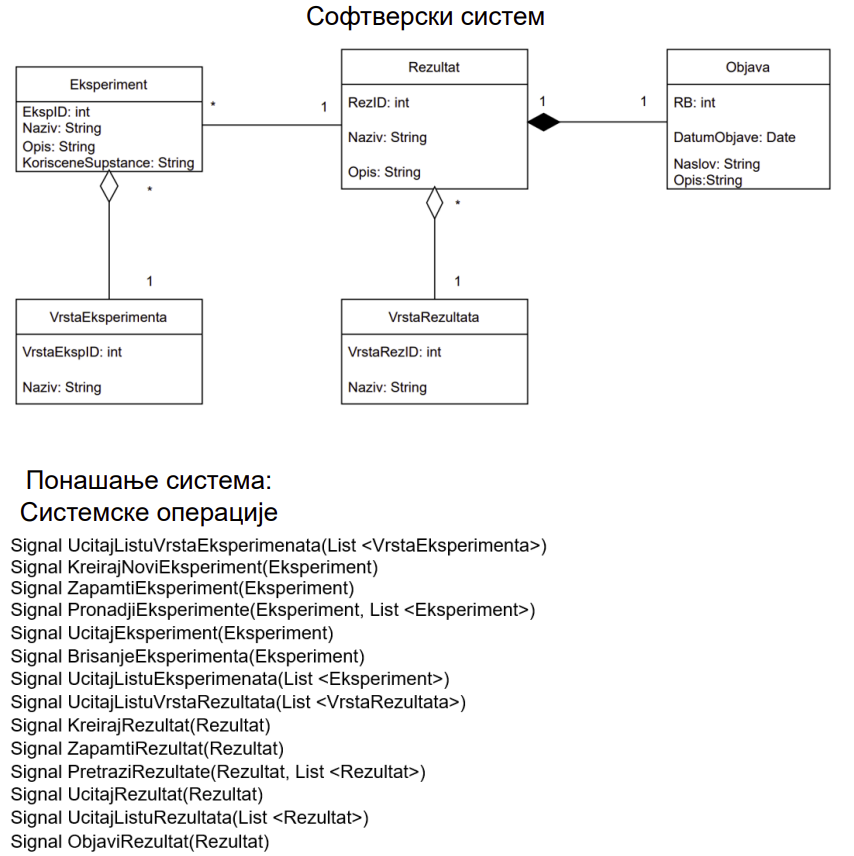 Софтверски систем
Eksperiment
EkspID: int
Naziv: String
Opis: String
KorisceneSupstance: String
*
1
Rezultat
RezID: int
Naziv: String
Opis: String
1
1
Objava
RB: int
DatumObjave: Date
Naslov: String
Opis:String
*
1
*
1
VrstaEksperimenta
VrstaEkspID: int
Naziv: String
VrstaRezultata
VrstaRezID: int
Naziv: String
Понашање система:
Системске операције
Signal UcitajListuVrstaEksperimenata(List <VrstaEksperimenta>)
Signal KreirajNoviEksperiment(Eksperiment)
Signal ZapamtiEksperiment(Eksperiment)
Signal PronadjiEksperimente(Eksperiment, List <Eksperiment>)
Signal UcitajEksperiment(Eksperiment)
Signal BrisanjeEksperimenta(Eksperiment)
Signal UcitajListuEksperimenata(List <Eksperiment>)
Signal UcitajListuVrstaRezultata(List <VrstaRezultata>)
Signal KreirajRezultat(Rezultat)
Signal ZapamtiRezultat(Rezultat)
Signal PretraziRezultate(Rezultat, List <Rezultat>)
Signal UcitajRezultat(Rezultat)
Signal UcitajListuRezultata(List <Rezultat>)
Signal ObjaviRezultat(Rezultat)